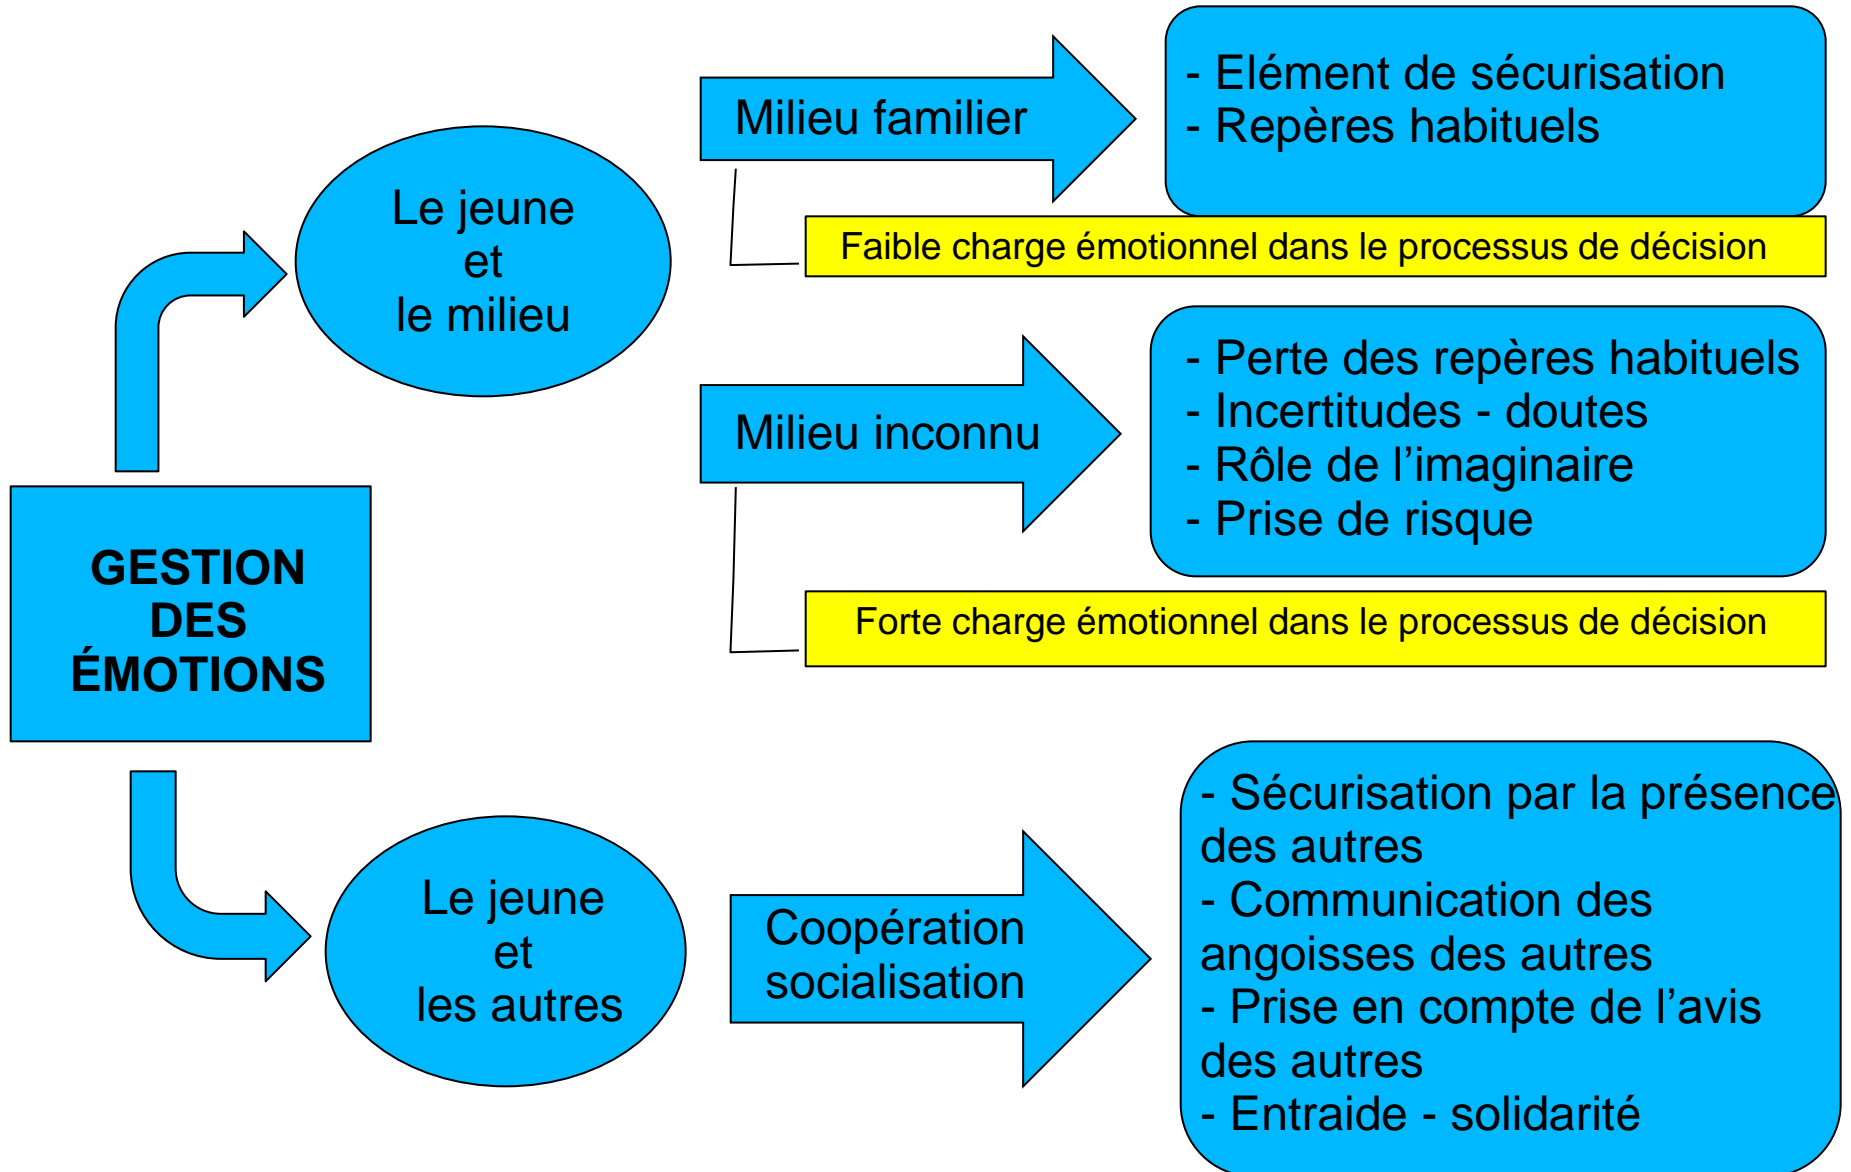 GESTION
DES
ÉMOTIONS
Le jeune
et
le milieu
Milieu familier
- Elément de sécurisation
- Repères habituels
Faible charge émotionnel dans le processus de décision
Milieu inconnu
- Perte des repères habituels
- Incertitudes - doutes
- Rôle de l’imaginaire
- Prise de risque
Forte charge émotionnel dans le processus de décision
Le jeune
et
les autres
Coopération
socialisation
- Sécurisation par la présence
des autres
- Communication des
angoisses des autres
- Prise en compte de l’avis
des autres
- Entraide - solidarité